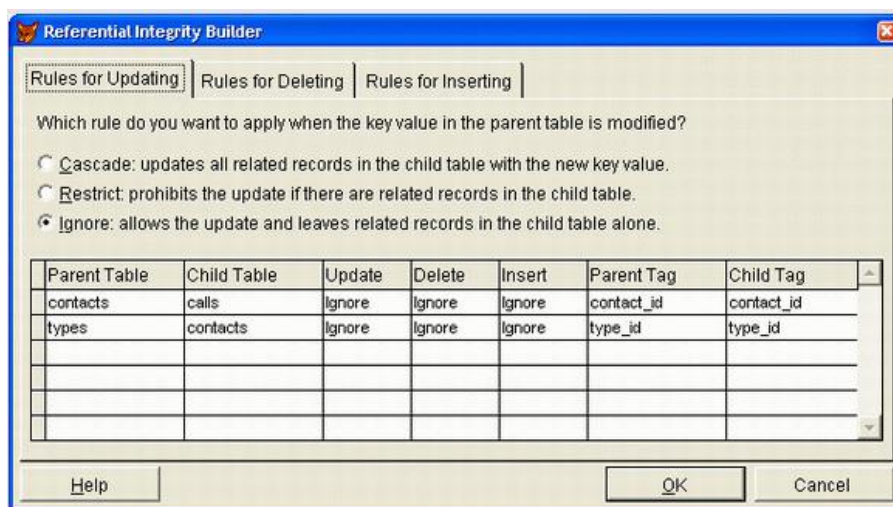 Referential Integrity Builder
Rules for Updating Rules for Deleting Rules for Inserting
Which rule do you want to apply when the key value in the parent table is modified?
Cascade: updates all related records in the child table with the new key value.
Restrict: prohibits the update if there are related records in the child table.
Ignore: allows the update and leaves related records in the child table alone.
Parent Table Child Table Update Delete Insert Parent Tag Child Tag
contacts calls Ignore Ignore Ignore contact_id contact_id
types contacts Ignore Ignore Ignore type_id type_id
Help OK Cancel